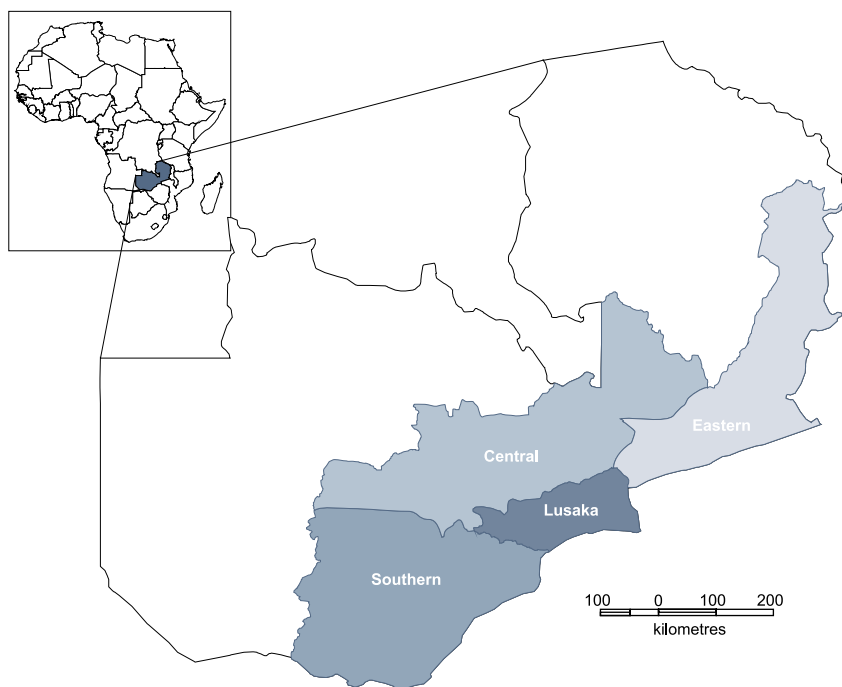 Eastern
Central
Lusaka
Southern
100 0 100 200
kilometres